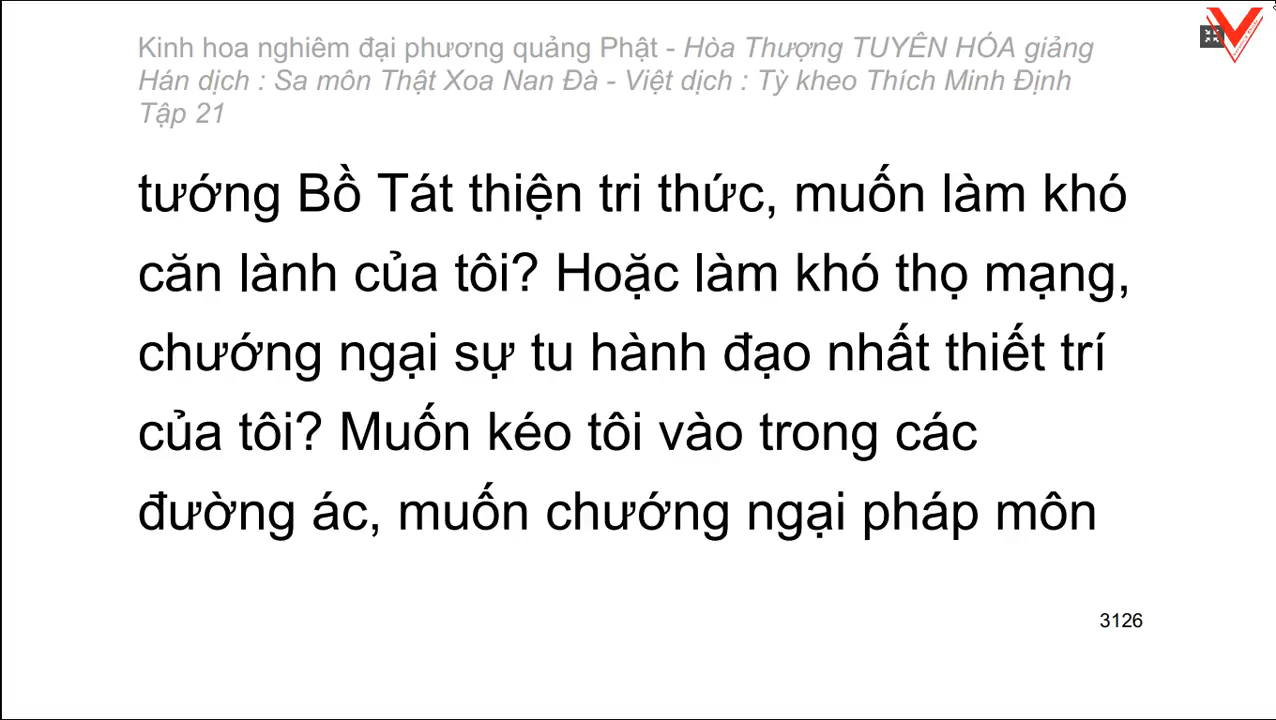 Kinh hoa nghiêm đại phương quảng Phật - Hòa Thượng TUYÊN HÓA giảng
Hán dịch : Sa môn Thật Xoa Nan Đà - Việt dịch : Tỳ kheo Thích Minh Định
Tập 21
tướng Bồ Tát thiện tri thức, muốn làm khó
căn lành của tôi? Hoặc làm khó thọ mạng,
chướng ngại sự tu hành đạo nhất thiết trí
của tôi? Muốn kéo tôi vào trong các
đường ác, muốn chướng ngại pháp môn
3126